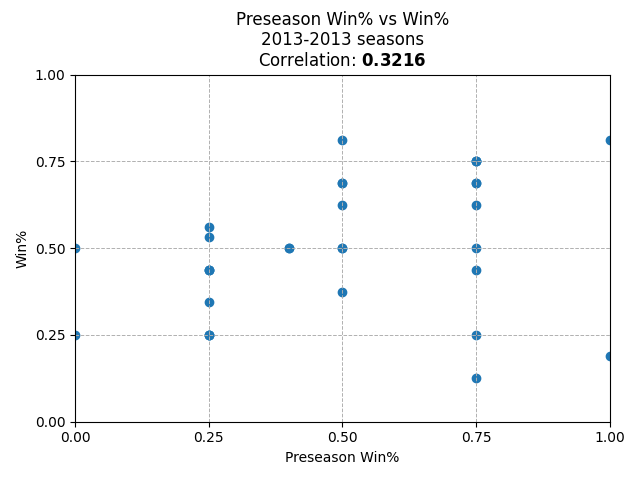 Preseason Win% vs Win%
2013-2013 seasons
Correlation: 0.3216
1.00
0.75
0.50
0.25
0.00
Win%
0.00 0.25 0.50 0.75 1.00
Preseason Win%